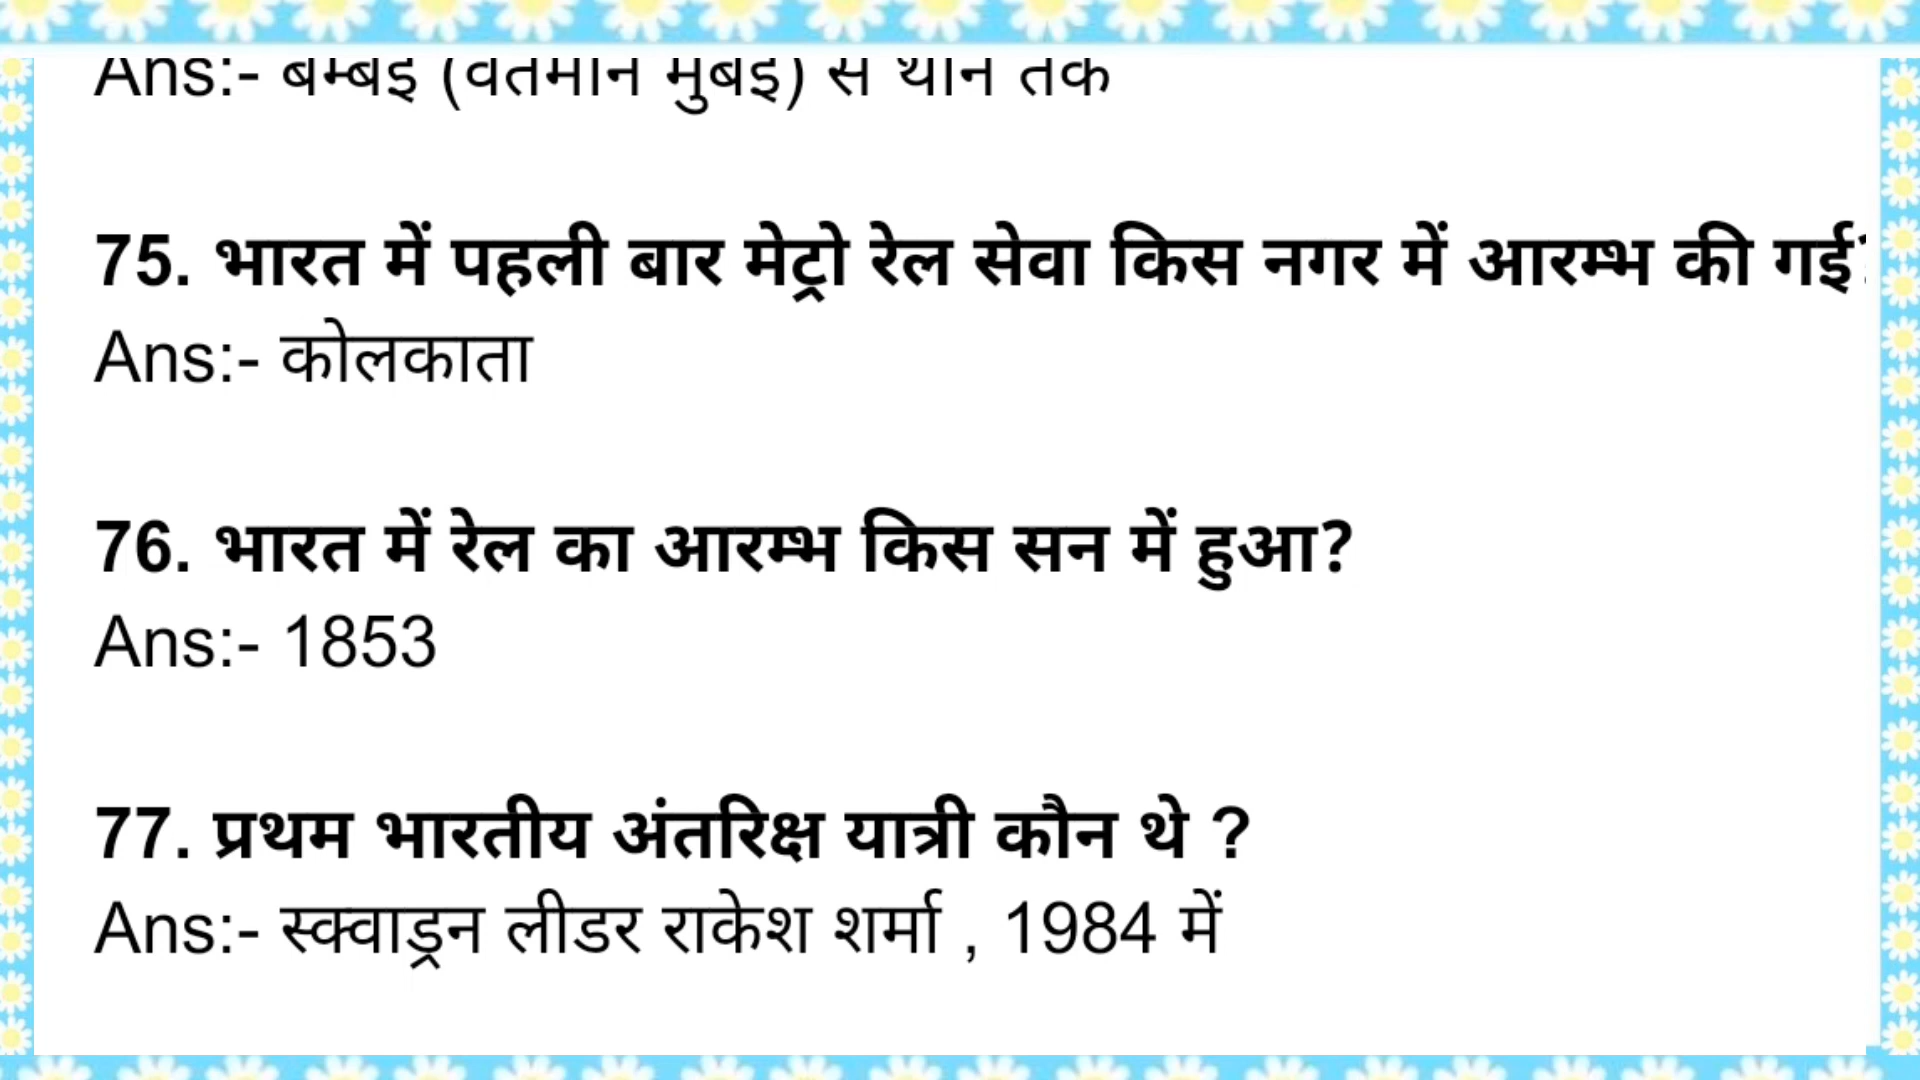 Ans:- बम्बई (वर्तमान मुंबई) से थाने तक
75. भारत में पहली बार मेट्रो रेल सेवा किस नगर में आरम्भ की गई?
Ans:- कोलकाता
76. भारत में रेल का आरम्भ किस सन में हुआ?
Ans:- 1853
77. प्रथम भारतीय अंतरिक्ष यात्री कौन थे ?
Ans:- स्क्वाड्रन लीडर राकेश शर्मा , 1984 में